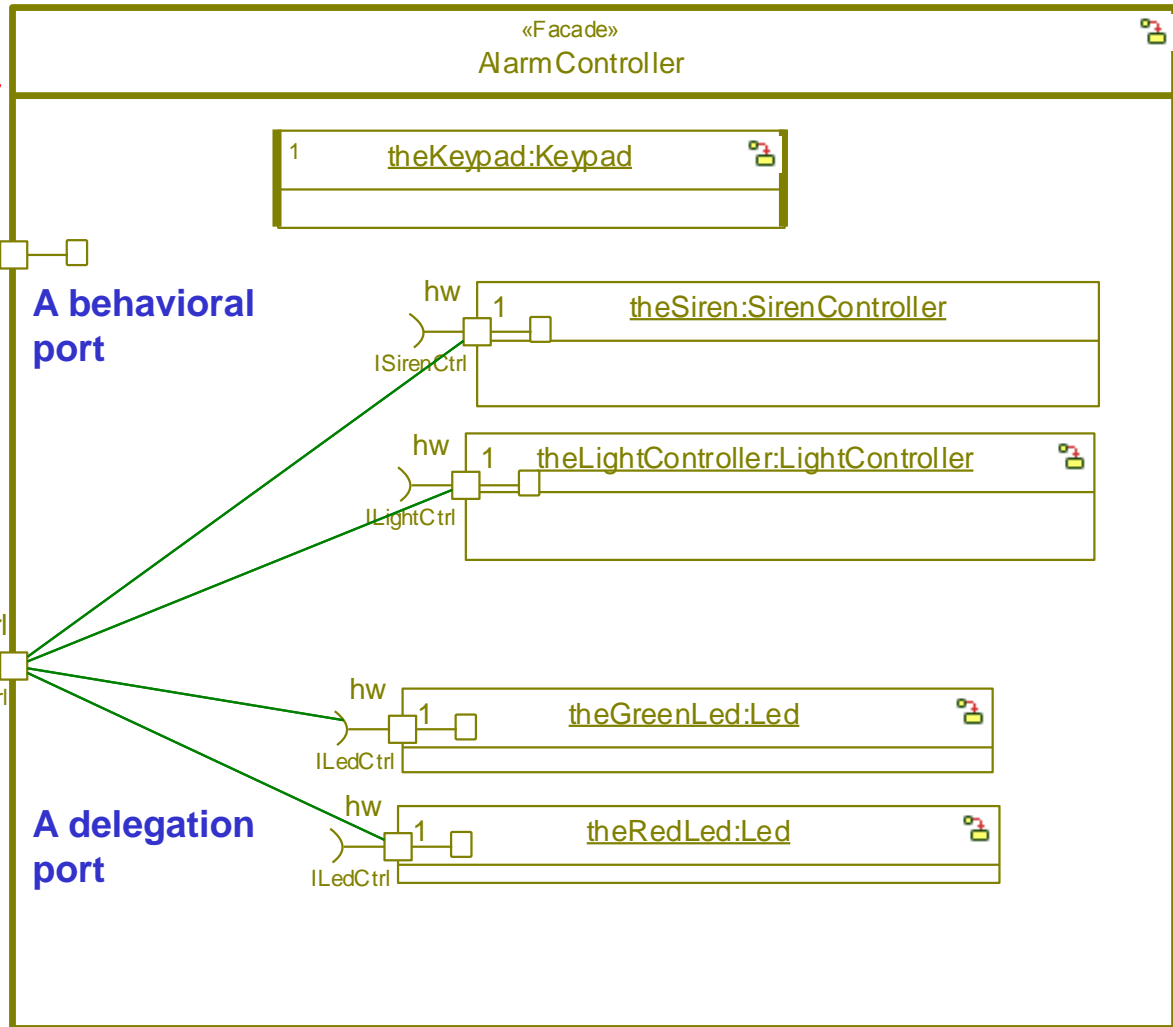 «Facade»
AlarmController
1 theKeypad:Keypad
A behavioral
port
hw
1 theSiren:SirenController
ISirenCtrl
hw
1 theLightController:LightController
ILightCtrl
hw
1 theGreenLed:Led
ILedCtrl
hw
1 theRedLed:Led
ILedCtrl
A delegation
port